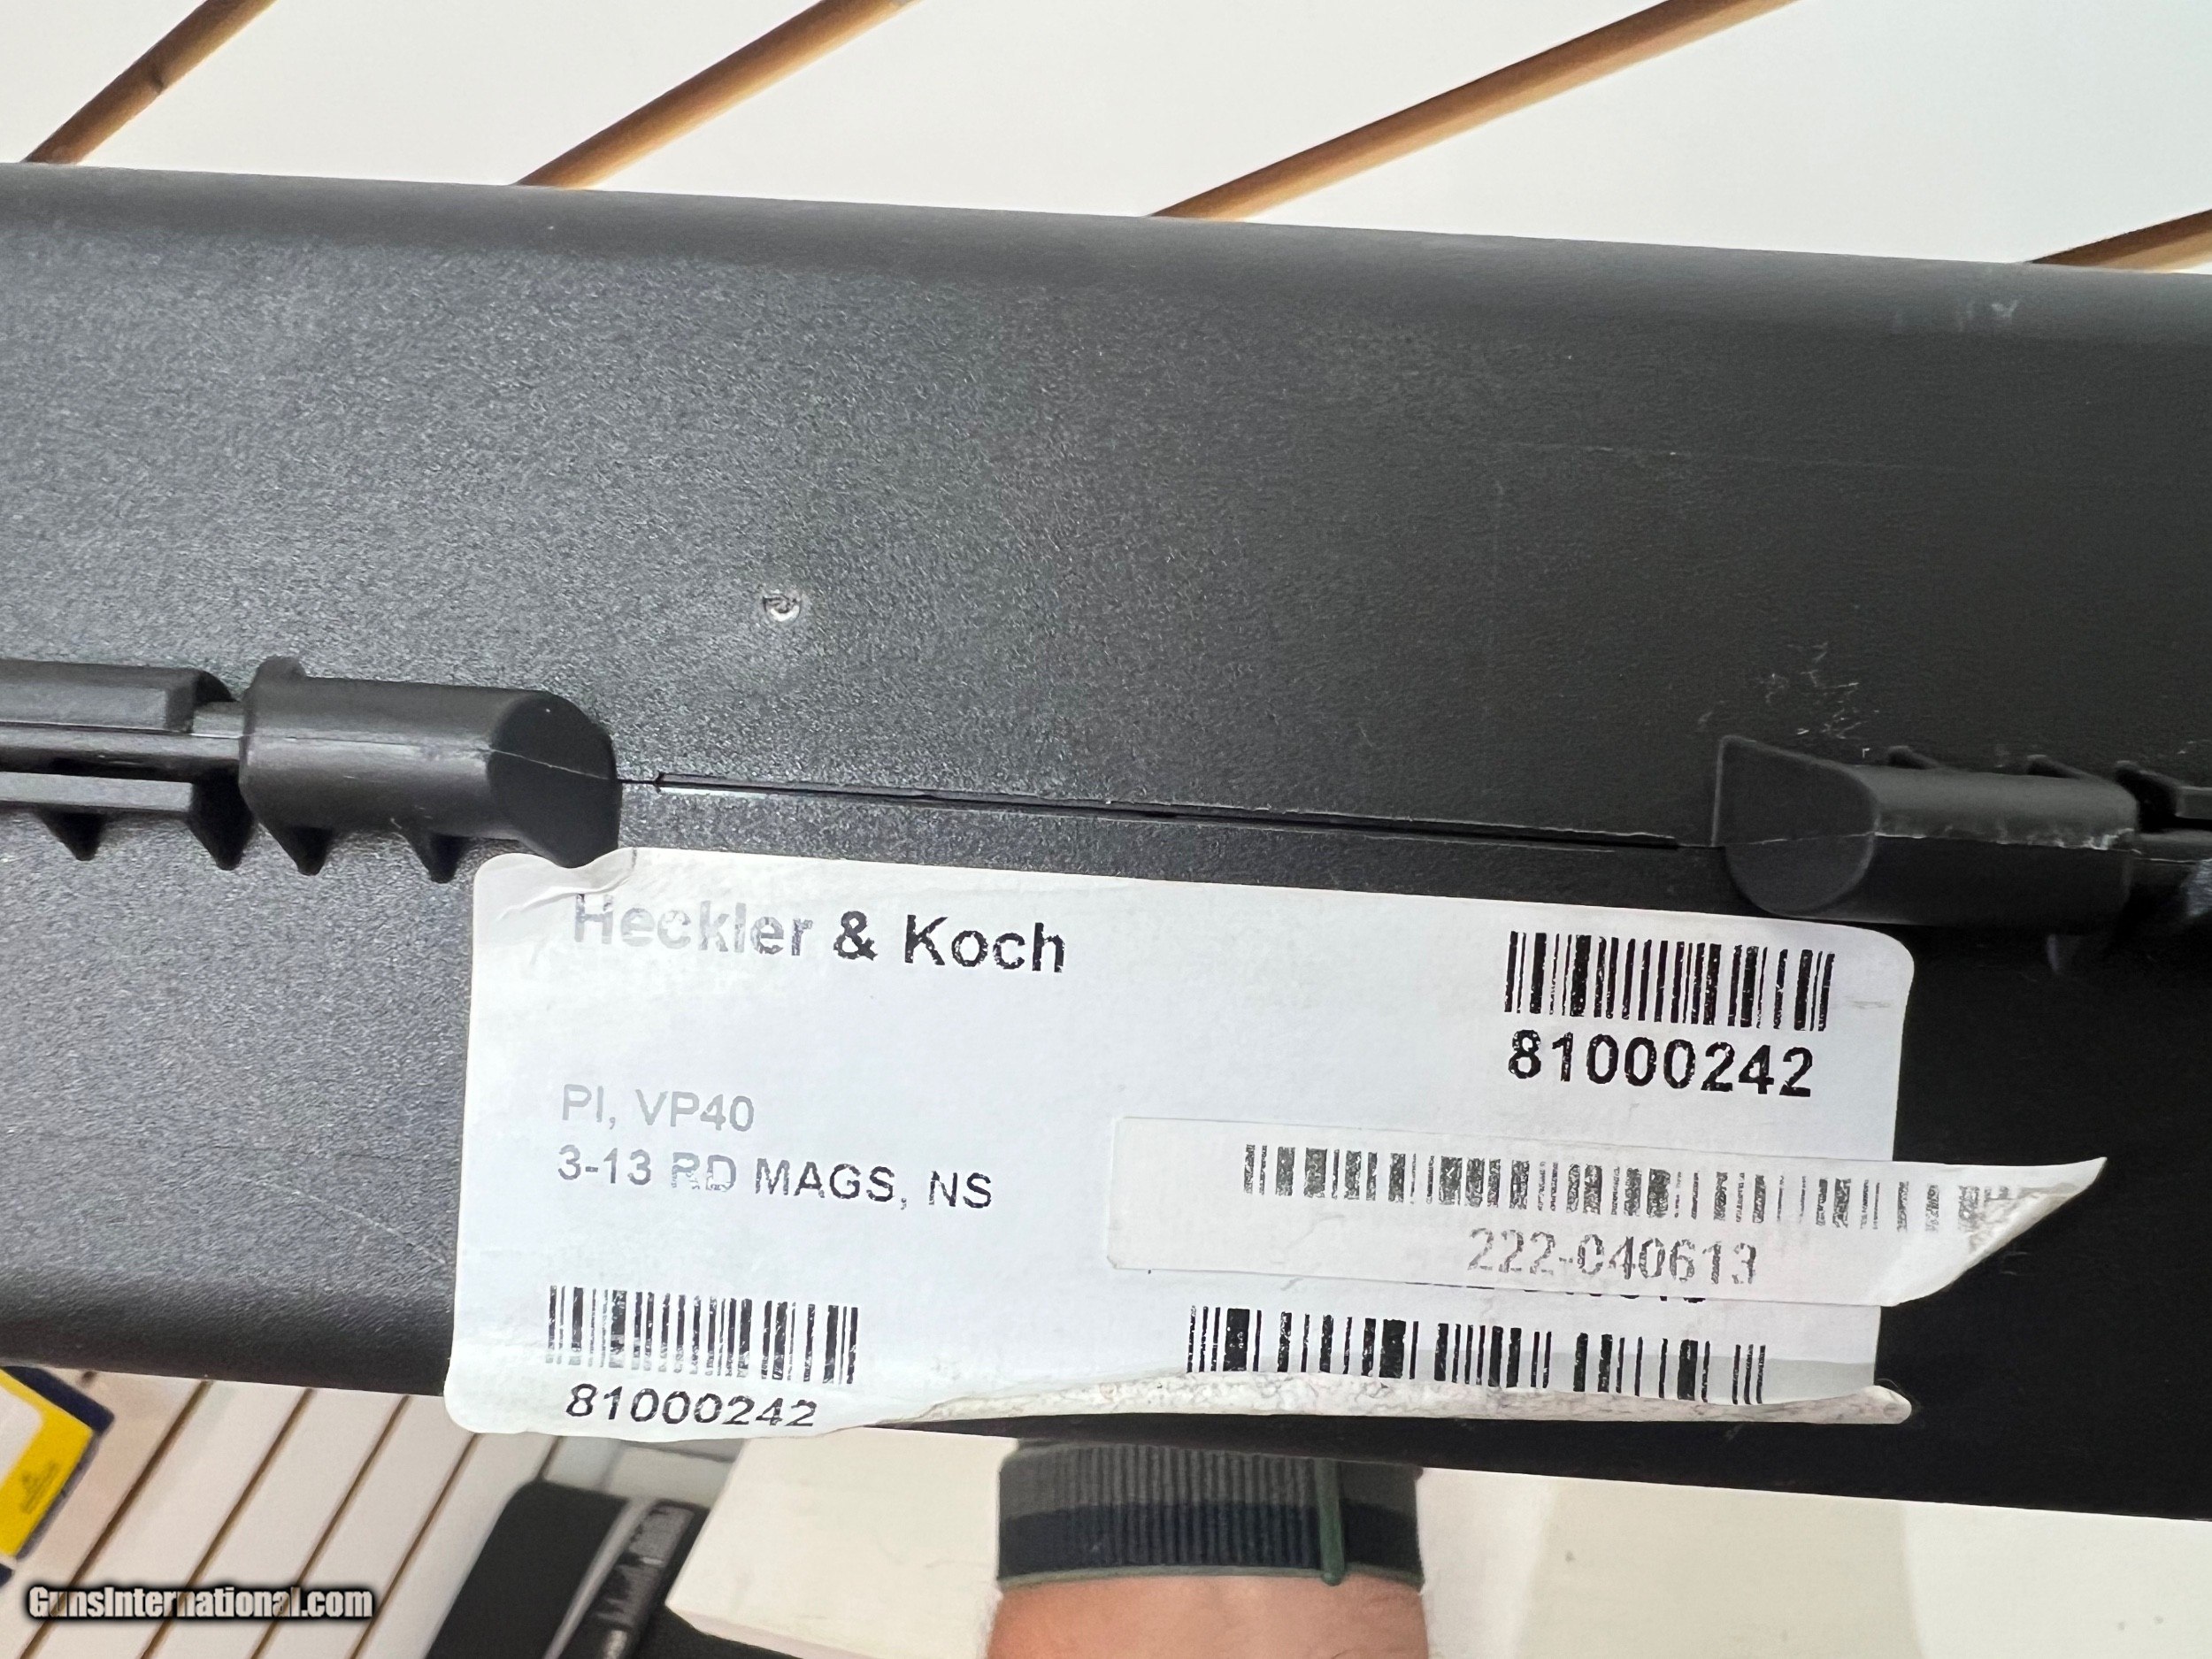 Heckler & Koch
81000242
PI, VP40
3-13 RD MAGS, NS
222-040613
81000242
GunsInternational.com